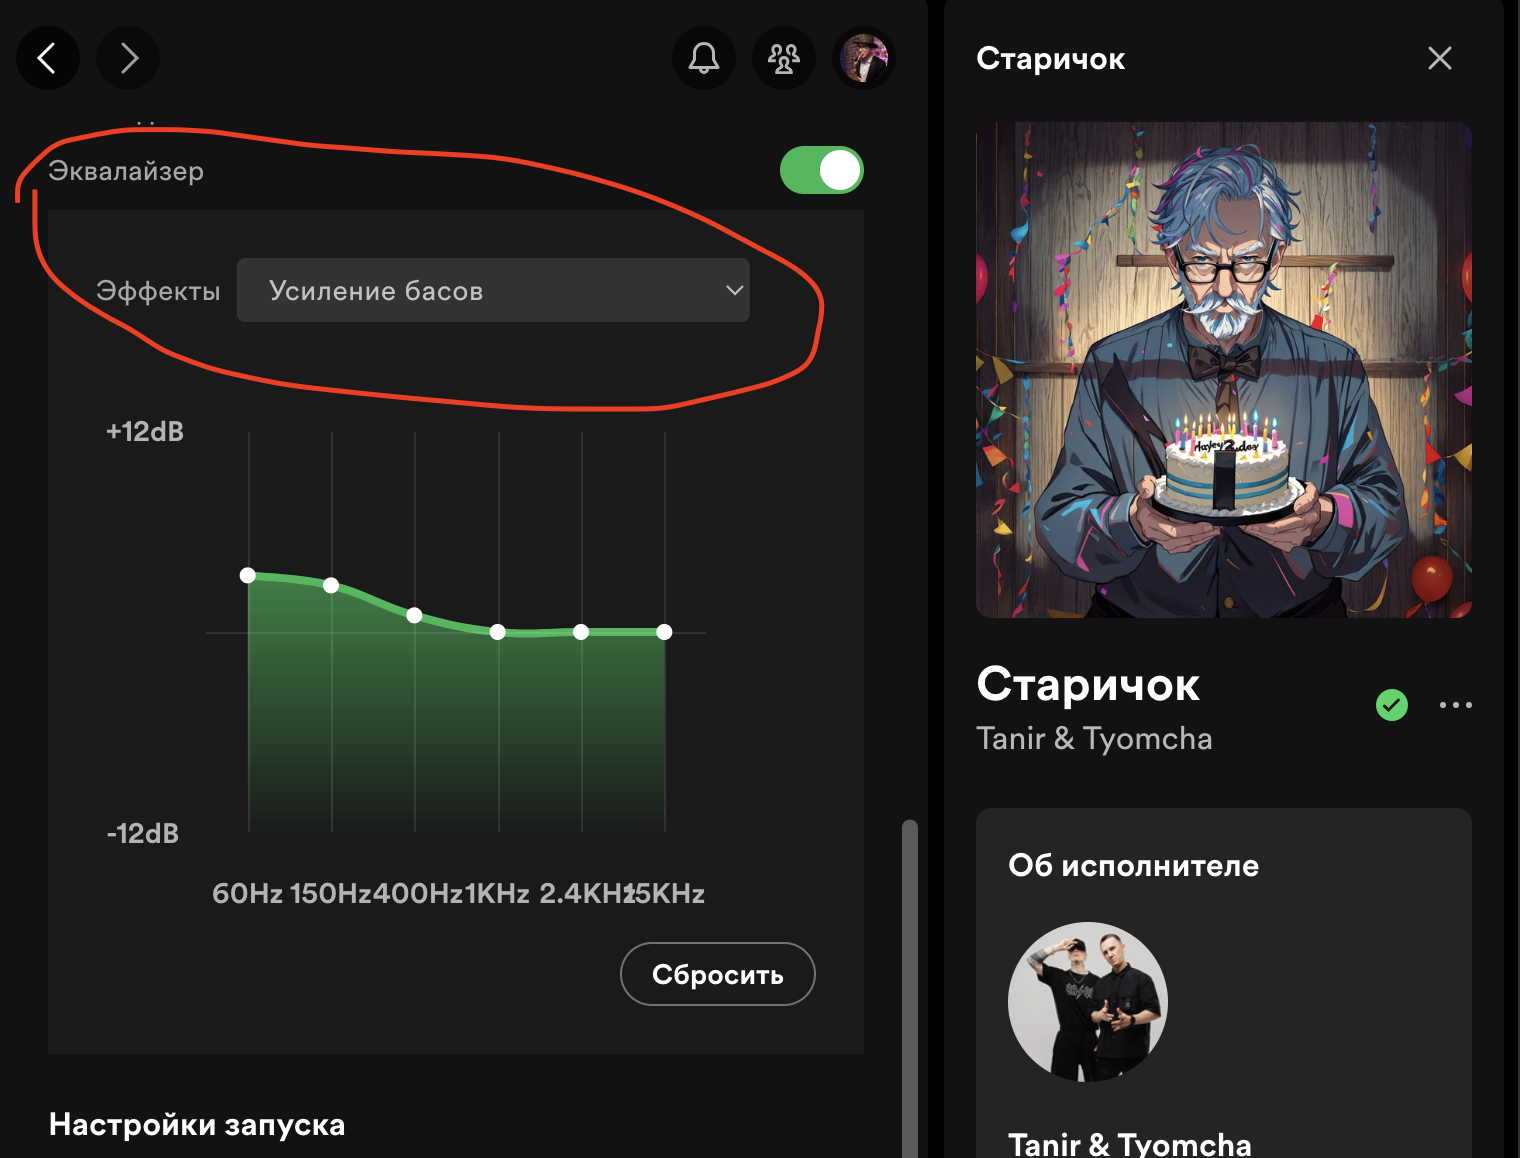 Старичок
Эквалайзер
Эффекты Усиление басов
+12dB
-12dB
60Hz 150Hz 400Hz 1KHz 2.4KHz 15KHz
Сбросить
Настройки запуска
Старичок
Tanir & Tyomcha
Об исполнителе
Tanir & Tyomcha